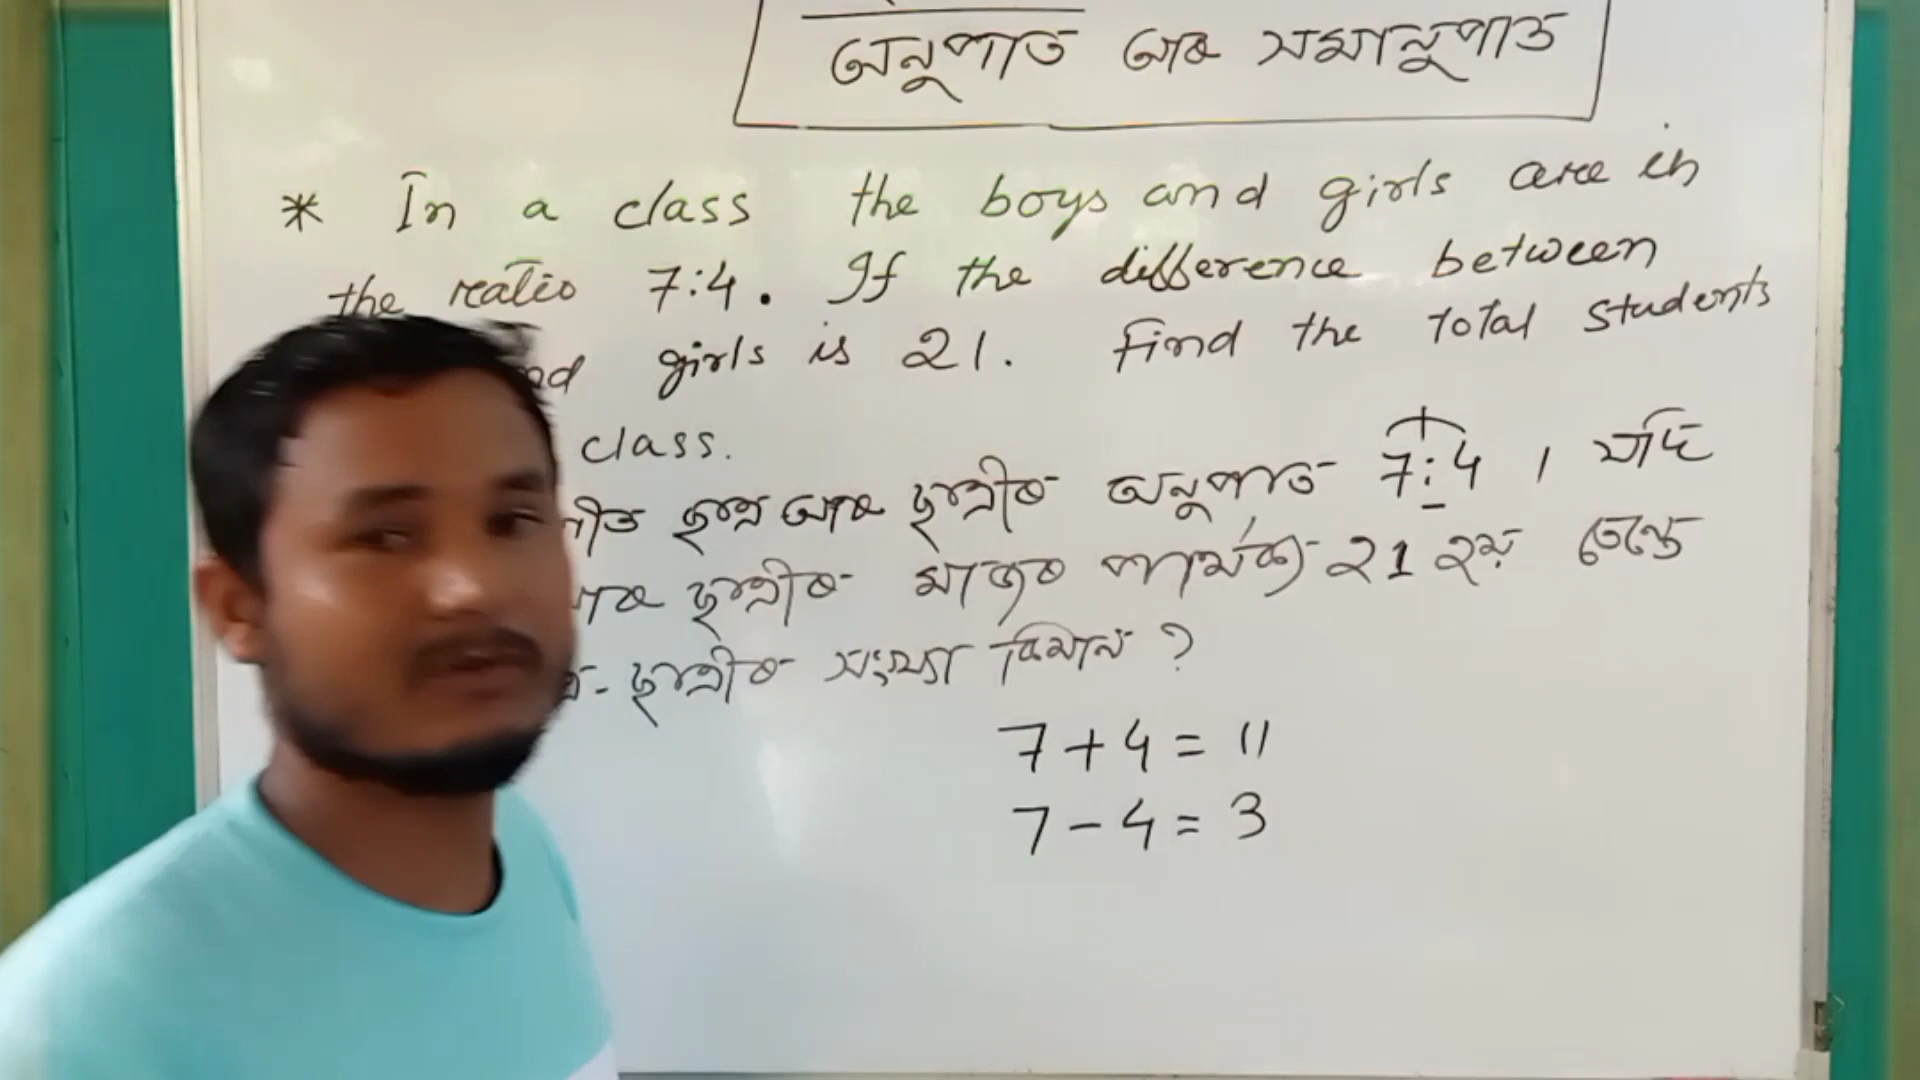 অনুপাত আৰু সমানুপাত
* In a class the boys and girls are in
the ratio 7:4. If the difference between
girls is 21. Find the total students
class.
ছাত্ৰ আৰু ছাত্ৰীৰ অনুপাত 7:4 । যদি
ছাত্ৰীৰ মাজৰ পাৰ্থক্য 21 হয় তেন্তে
- ছাত্ৰীৰ সংখ্যা কিমান ?
7 + 4 = 11
7 - 4 = 3